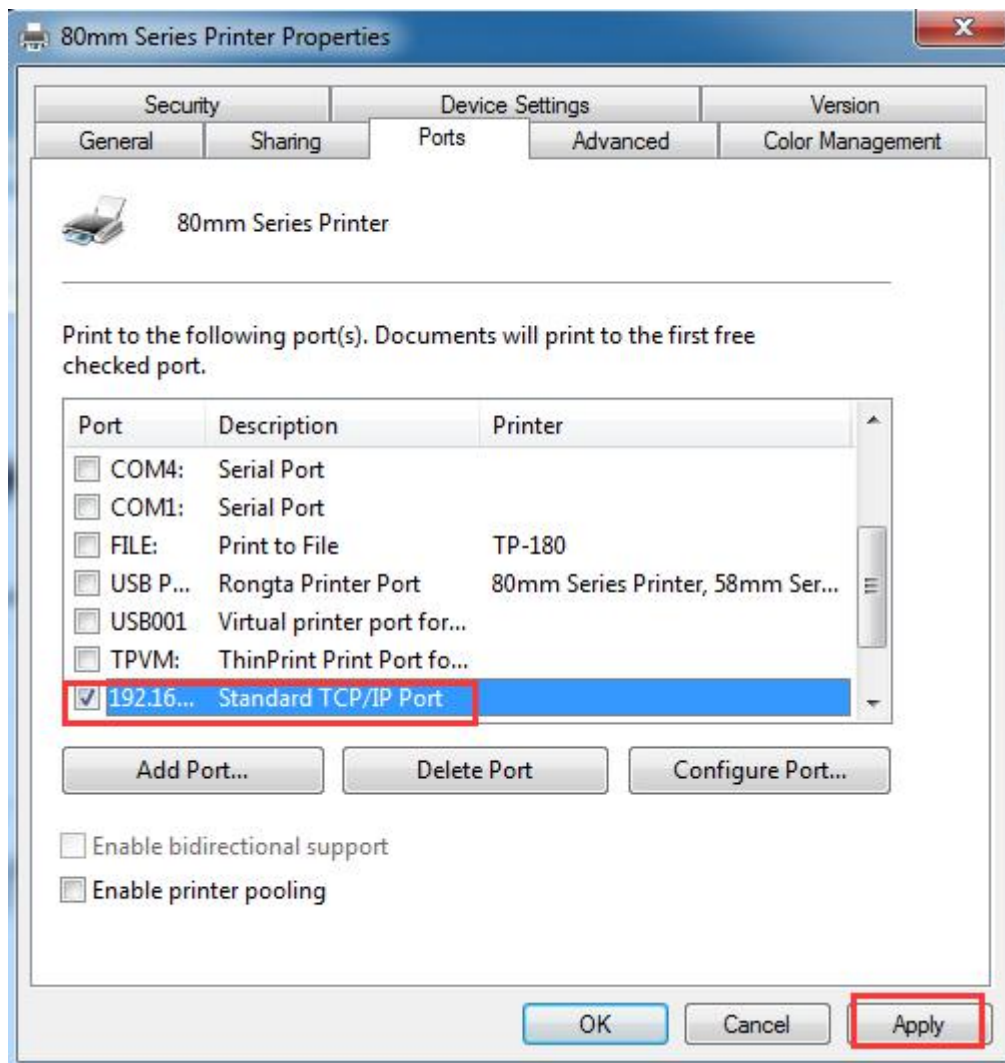 80mm Series Printer Properties
Security Device Settings Version
General Sharing Ports Advanced Color Management
80mm Series Printer
Print to the following port(s). Documents will print to the first free
checked port.
Port Description Printer
COM4: Serial Port
COM1: Serial Port
FILE: Print to File TP-180
USB P... Rongta Printer Port 80mm Series Printer, 58mm Ser...
USB001 Virtual printer port for...
TPVM: ThinPrint Print Port fo...
192.16... Standard TCP/IP Port
Add Port... Delete Port Configure Port...
Enable bidirectional support
Enable printer pooling
OK Cancel Apply